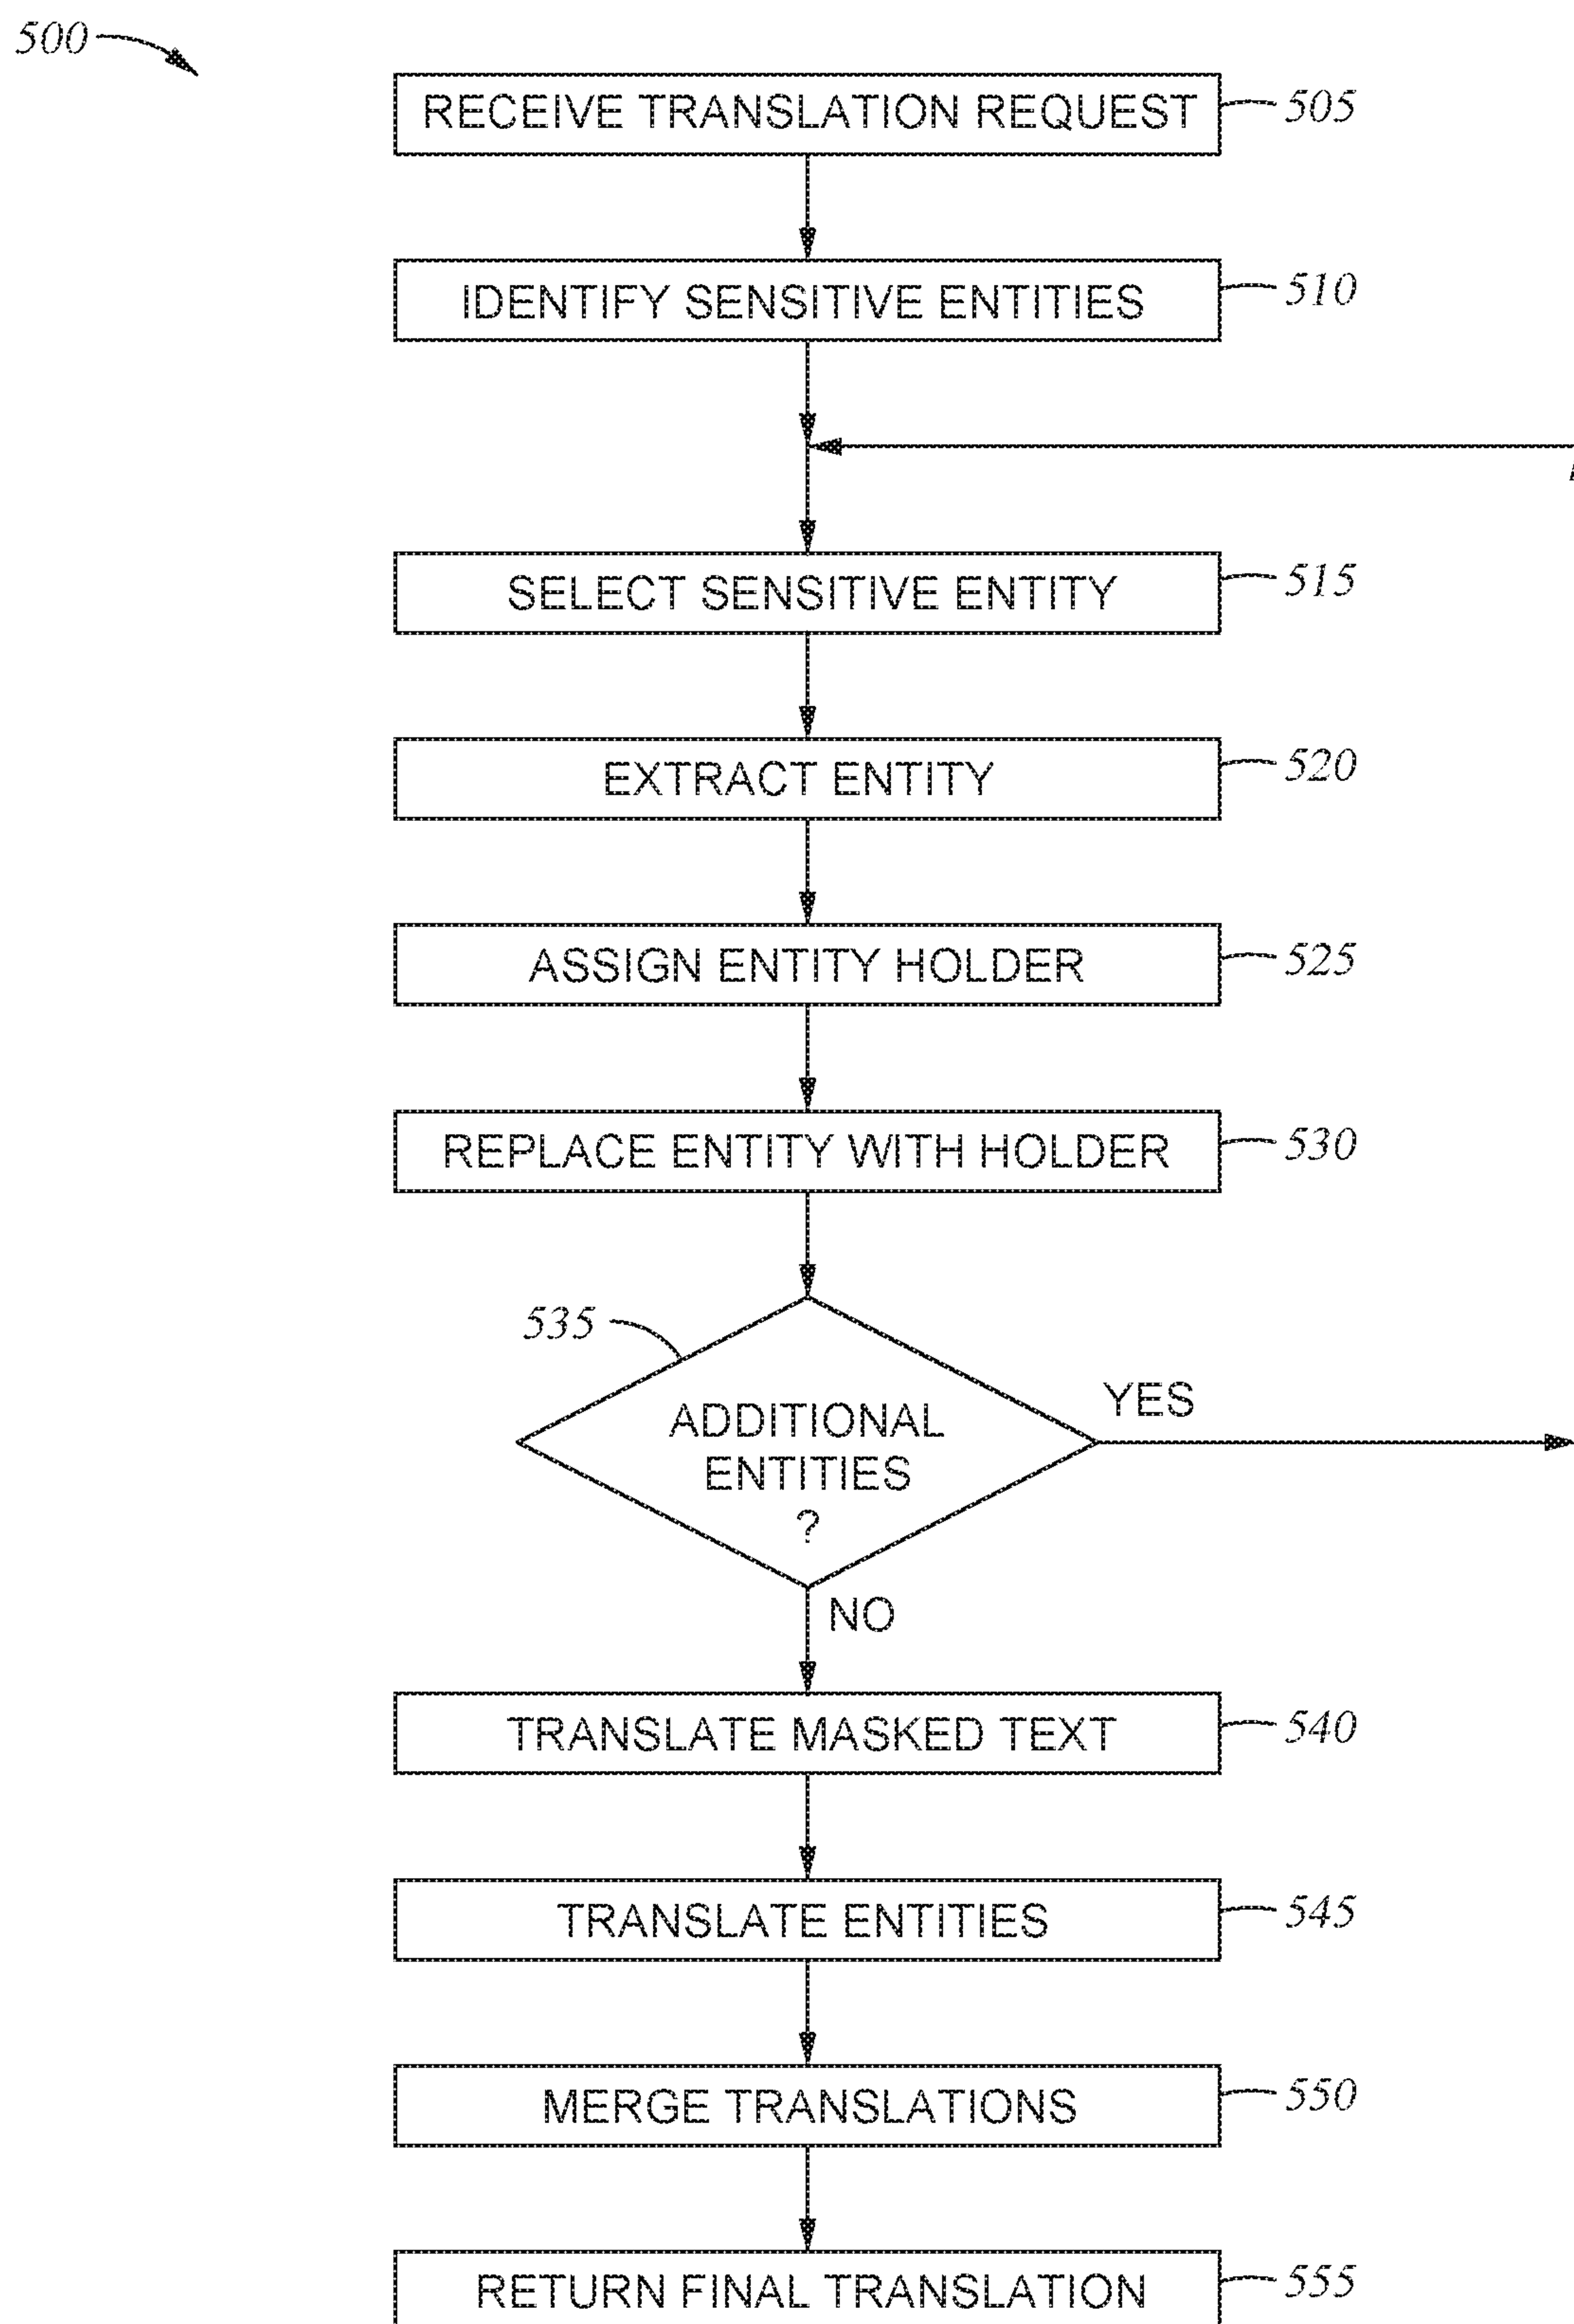 500
RECEIVE TRANSLATION REQUEST 505
IDENTIFY SENSITIVE ENTITIES 510
SELECT SENSITIVE ENTITY 515
EXTRACT ENTITY 520
ASSIGN ENTITY HOLDER 525
REPLACE ENTITY WITH HOLDER 530
535
ADDITIONAL
ENTITIES
?
YES
NO
TRANSLATE MASKED TEXT 540
TRANSLATE ENTITIES 545
MERGE TRANSLATIONS 550
RETURN FINAL TRANSLATION 555